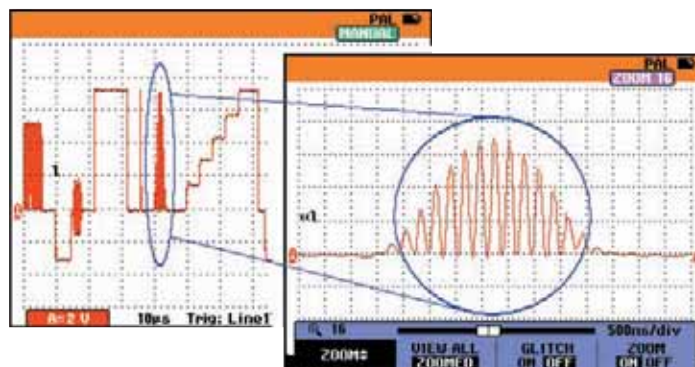 PAL
MANUAL
A
A=2 V 10µs Trig: Line1
PAL
ZOOM 16
A
16 500ns/div
ZOOM VIEW ALL GLITCH ZOOM
ZOOMED ON OFF ON OFF